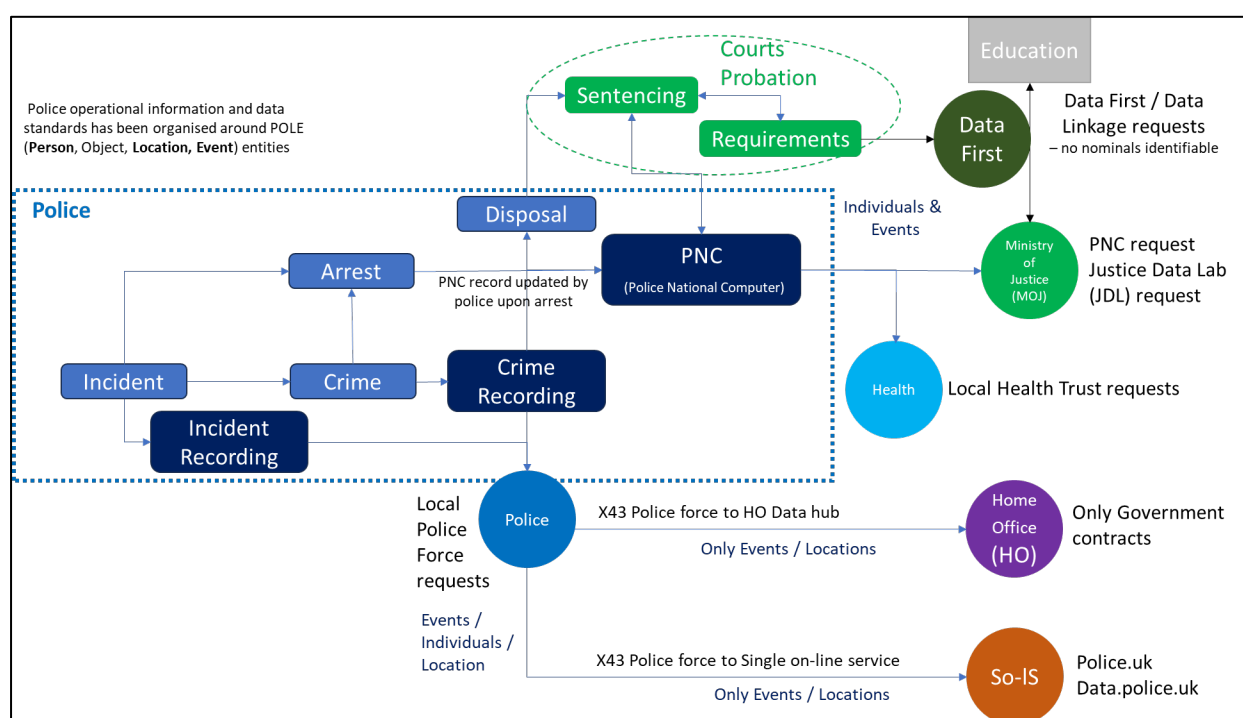 Education
Courts
Probation
Sentencing
Requirements
Data
First
Data First / Data
Linkage requests
– no nominals identifiable
Police operational information and data
standards has been organised around POLE
(Person, Object, Location, Event) entities
Police
Disposal
Individuals &
Events
Arrest
PNC record updated by
police upon arrest
PNC
(Police National Computer)
Ministry
of
Justice
(MOJ)
PNC request
Justice Data Lab
(JDL) request
Incident
Crime
Crime
Recording
Health
Local Health Trust requests
Incident
Recording
Local
Police
Force
requests
Police
X43 Police force to HO Data hub
Only Events / Locations
Home
Office
(HO)
Only Government
contracts
Events /
Individuals /
Location
X43 Police force to Single on-line service
Only Events / Locations
So-IS
Police.uk
Data.police.uk